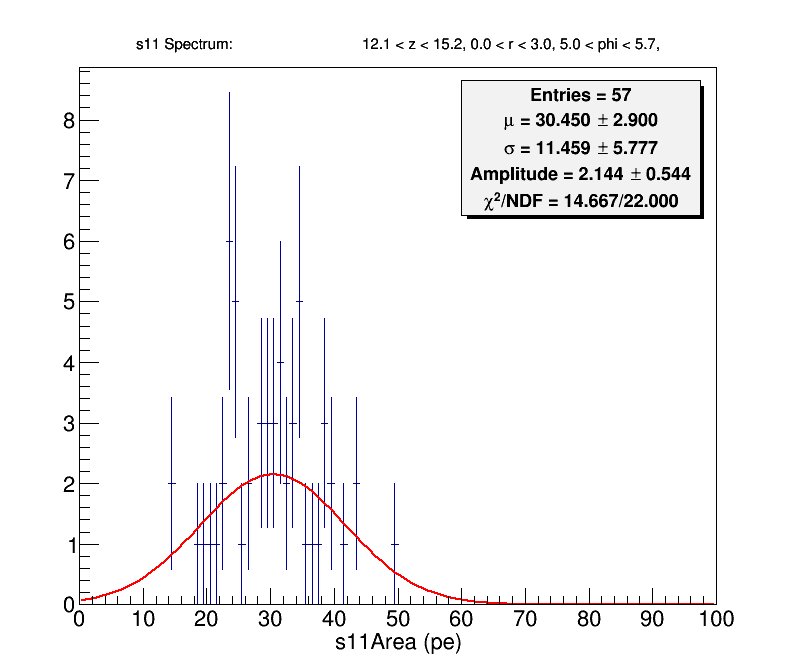 s11 Spectrum: 12.1 < z < 15.2, 0.0 < r < 3.0, 5.0 < phi < 5.7,
Entries = 57
μ = 30.450 ± 2.900
σ = 11.459 ± 5.777
Amplitude = 2.144 ± 0.544
χ²/NDF = 14.667/22.000
8
7
6
5
4
3
2
1
0
0 10 20 30 40 50 60 70 80 90 100
s11Area (pe)